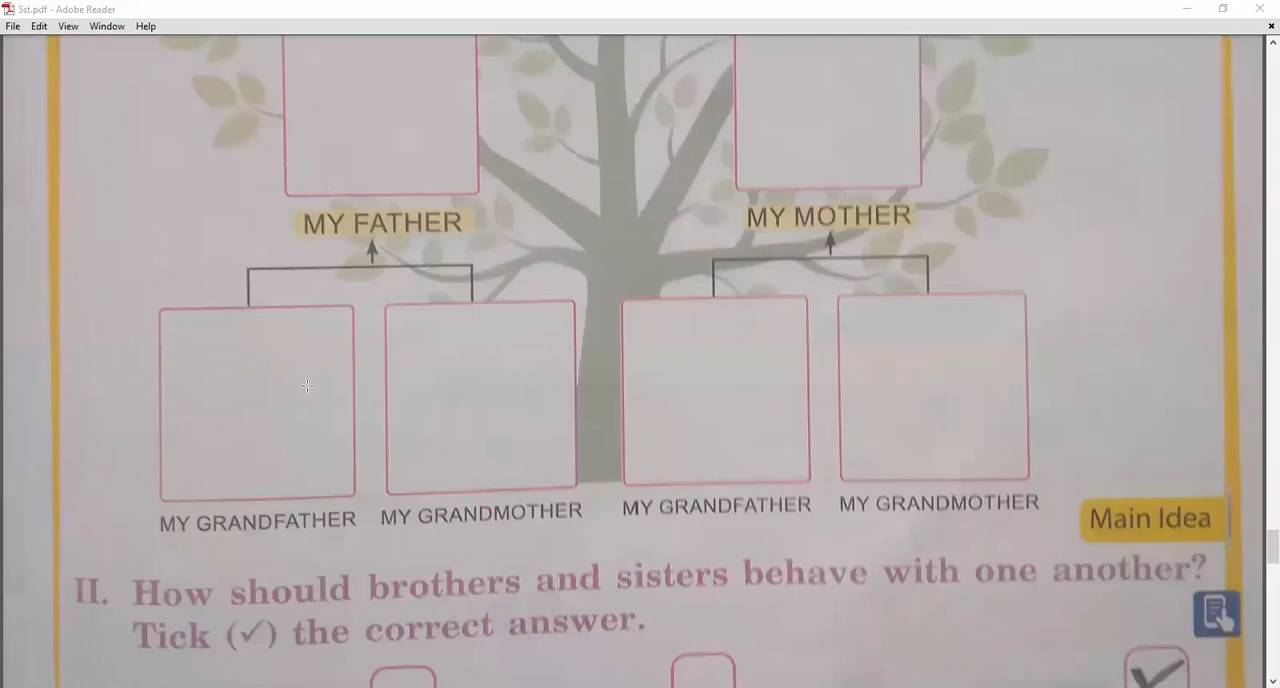 Sst.pdf - Adobe Reader
File Edit View Window Help
MY FATHER
MY MOTHER
MY GRANDFATHER
MY GRANDMOTHER
MY GRANDFATHER
MY GRANDMOTHER
Main Idea
II. How should brothers and sisters behave with one another?
Tick (✓) the correct answer.